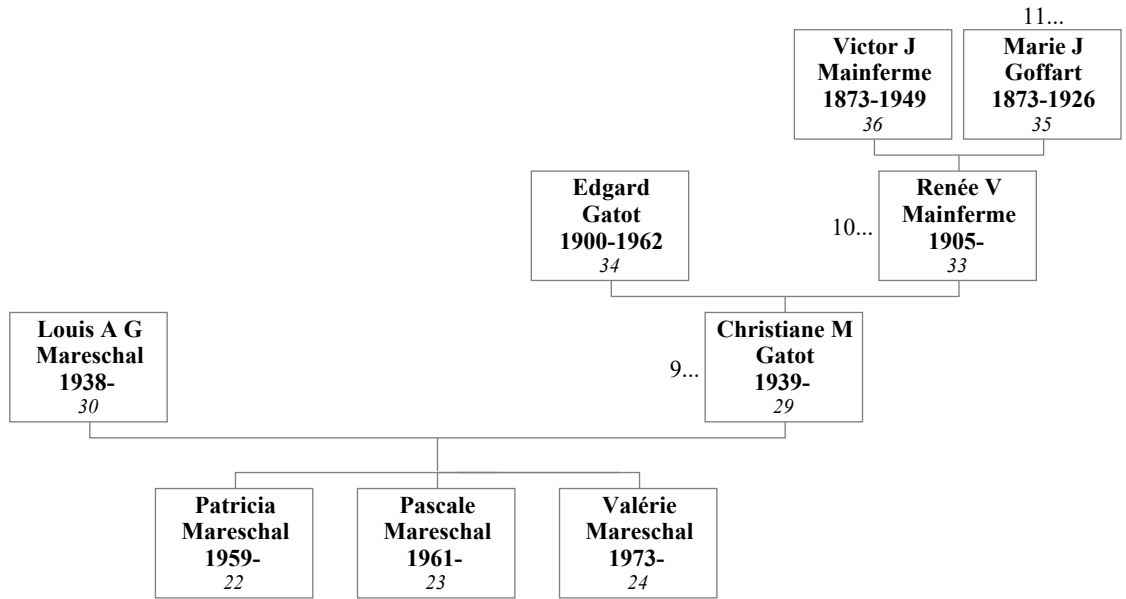 11...
Victor J
Mainferme
1873-1949
36
Marie J
Goffart
1873-1926
35
Edgard
Gatot
1900-1962
34
10...
Renée V
Mainferme
1905-
33
Louis A G
Mareschal
1938-
30
9...
Christiane M
Gatot
1939-
29
Patricia
Mareschal
1959-
22
Pascale
Mareschal
1961-
23
Valérie
Mareschal
1973-
24